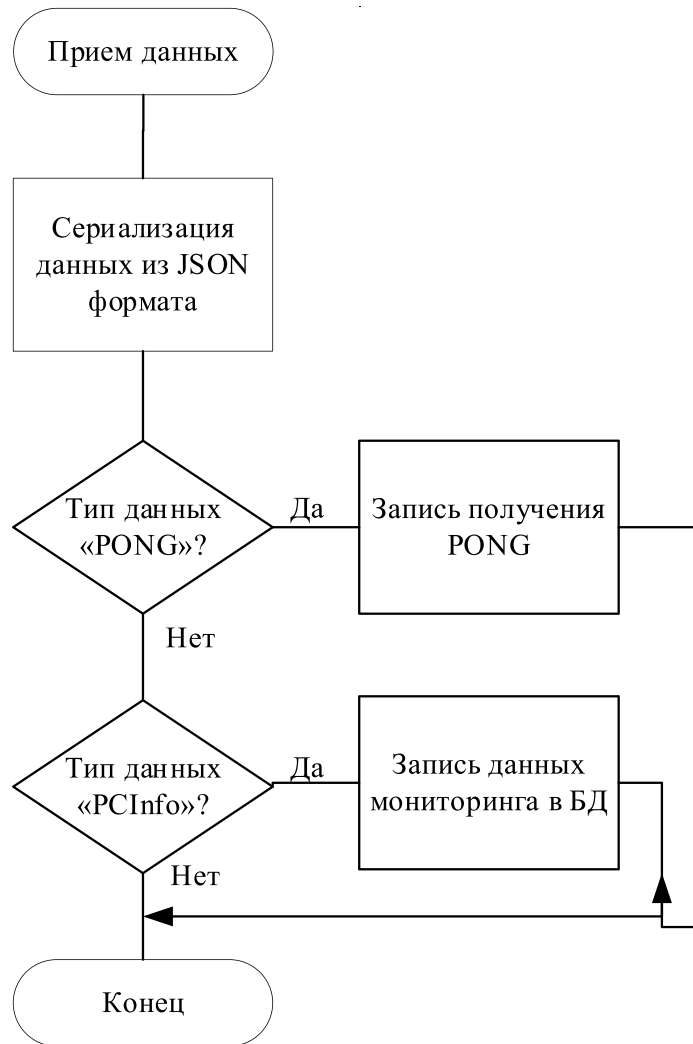 Прием данных
Сериализация
данных из JSON
формата
Тип данных
«PONG»?
Да
Запись получения
PONG
Нет
Тип данных
«PCInfo»?
Да
Запись данных
мониторинга в БД
Нет
Конец